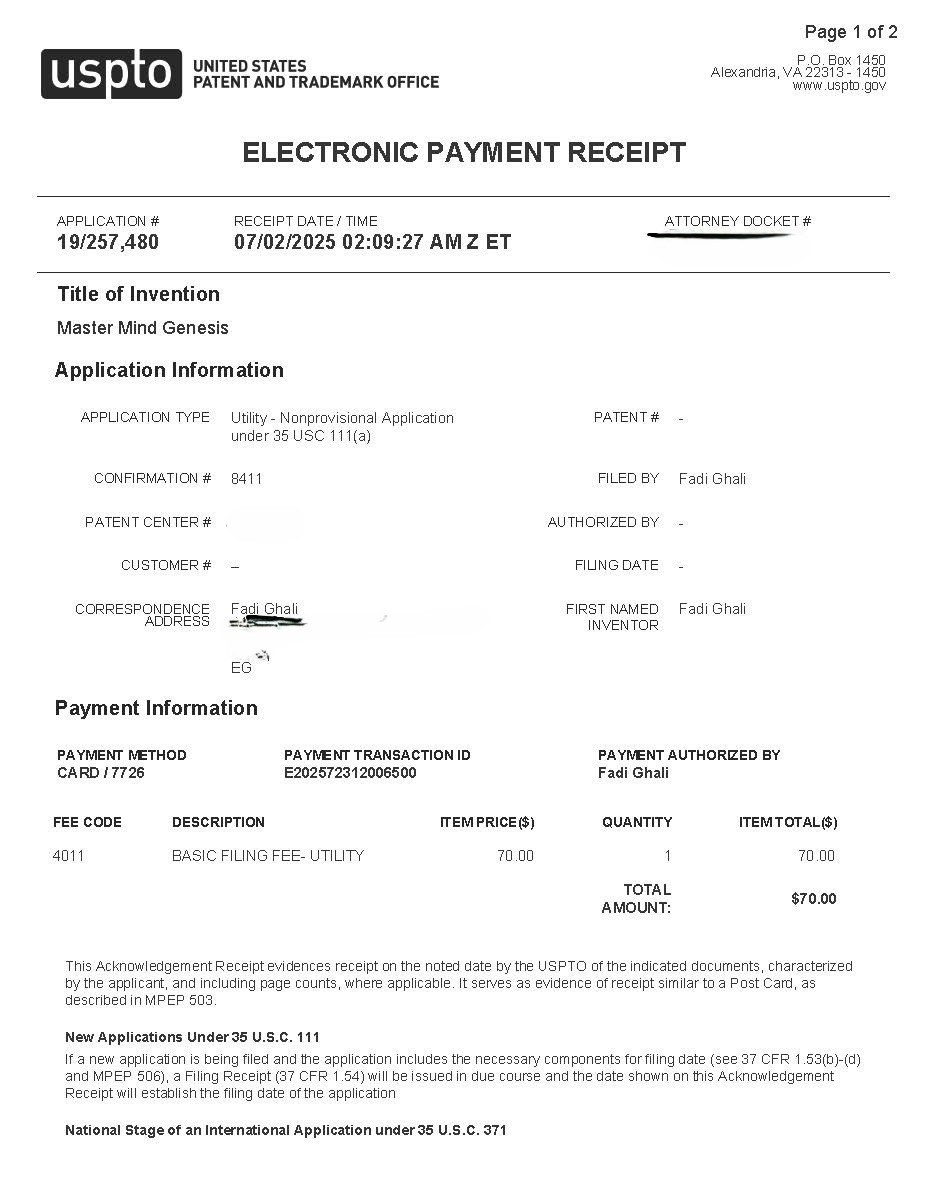 Page 1 of 2
uspto
UNITED STATES
PATENT AND TRADEMARK OFFICE
P.O. Box 1450
Alexandria, VA 22313 - 1450
www.uspto.gov
ELECTRONIC PAYMENT RECEIPT
APPLICATION # RECEIPT DATE / TIME ATTORNEY DOCKET #
19/257,480 07/02/2025 02:09:27 AM Z ET
Title of Invention
Master Mind Genesis
Application Information
APPLICATION TYPE Utility - Nonprovisional Application PATENT # -
under 35 USC 111(a)
CONFIRMATION # 8411 FILED BY Fadi Ghali
PATENT CENTER # AUTHORIZED BY -
CUSTOMER # – FILING DATE -
CORRESPONDENCE Fadi Ghali FIRST NAMED Fadi Ghali
ADDRESS INVENTOR
EG
Payment Information
PAYMENT METHOD PAYMENT TRANSACTION ID PAYMENT AUTHORIZED BY
CARD / 7726 E202572312006500 Fadi Ghali
FEE CODE DESCRIPTION ITEM PRICE($) QUANTITY ITEM TOTAL($)
4011 BASIC FILING FEE- UTILITY 70.00 1 70.00
TOTAL
AMOUNT: $70.00
This Acknowledgement Receipt evidences receipt on the noted date by the USPTO of the indicated documents, characterized
by the applicant, and including page counts, where applicable. It serves as evidence of receipt similar to a Post Card, as
described in MPEP 503.
New Applications Under 35 U.S.C. 111
If a new application is being filed and the application includes the necessary components for filing date (see 37 CFR 1.53(b)-(d)
and MPEP 506), a Filing Receipt (37 CFR 1.54) will be issued in due course and the date shown on this Acknowledgement
Receipt will establish the filing date of the application
National Stage of an International Application under 35 U.S.C. 371